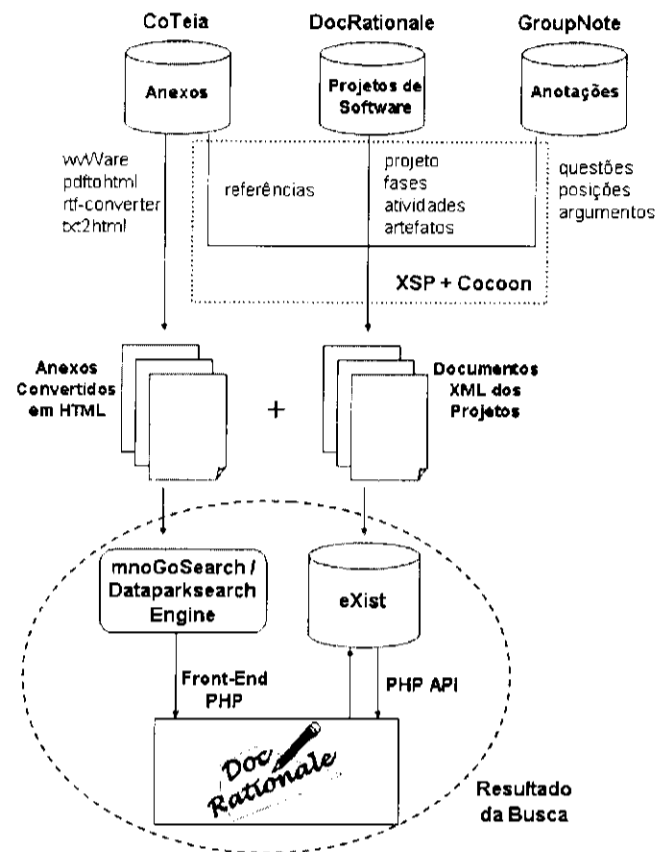 CoTeia
DocRationale
GroupNote
Anexos
Projetos de
Software
Anotações
wvWare
pdftohtml
rtf-converter
txt2html
referências
projeto
fases
atividades
artefatos
questões
posições
argumentos
XSP + Cocoon
Anexos
Convertidos
em HTML
+
Documentos
XML dos
Projetos
mnoGoSearch /
Dataparksearch
Engine
eXist
Front-End
PHP
PHP API
Doc
Rationale
Resultado
da Busca